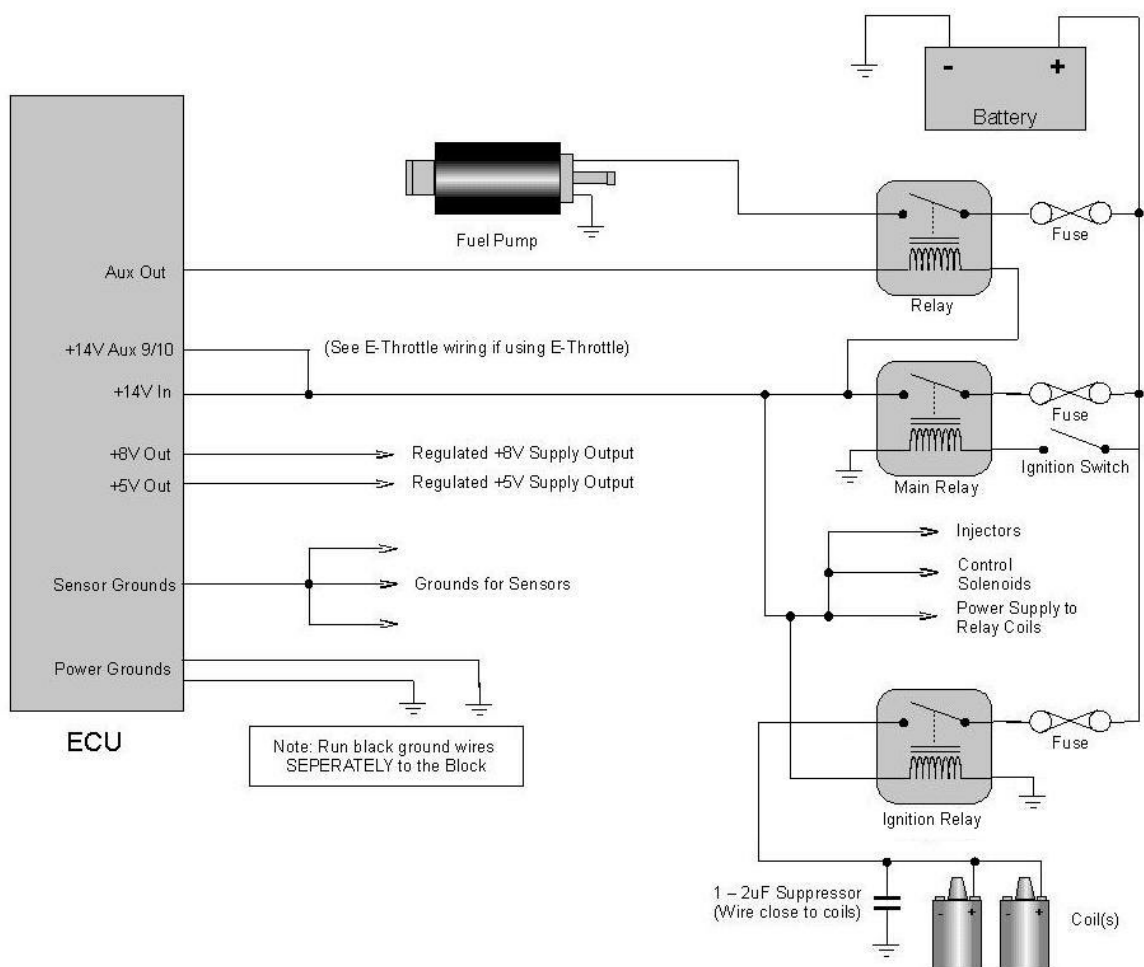 -
+
Battery
Fuel Pump
Fuse
Aux Out
Relay
+14V Aux 9/10
(See E-Throttle wiring if using E-Throttle)
+14V In
Fuse
+8V Out
Regulated +8V Supply Output
Ignition Switch
+5V Out
Regulated +5V Supply Output
Main Relay
Injectors
Control
Solenoids
Sensor Grounds
Grounds for Sensors
Power Supply to
Relay Coils
Power Grounds
ECU
Note: Run black ground wires
SEPERATELY to the Block
Fuse
Ignition Relay
1 – 2uF Suppressor
(Wire close to coils)
- +
- +
Coil(s)